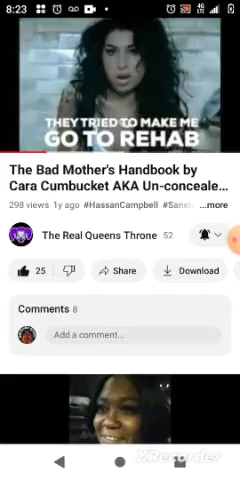 8:23
4G
THEY TRIED TO MAKE ME
GO TO REHAB
The Bad Mother's Handbook by
Cara Cumbucket AKA Un-conceale...
298 views 1y ago #HassanCampbell #Sanet ...more
The Real Queens Throne 52
25 Share Download
Comments 8
Add a comment...
XRecorder